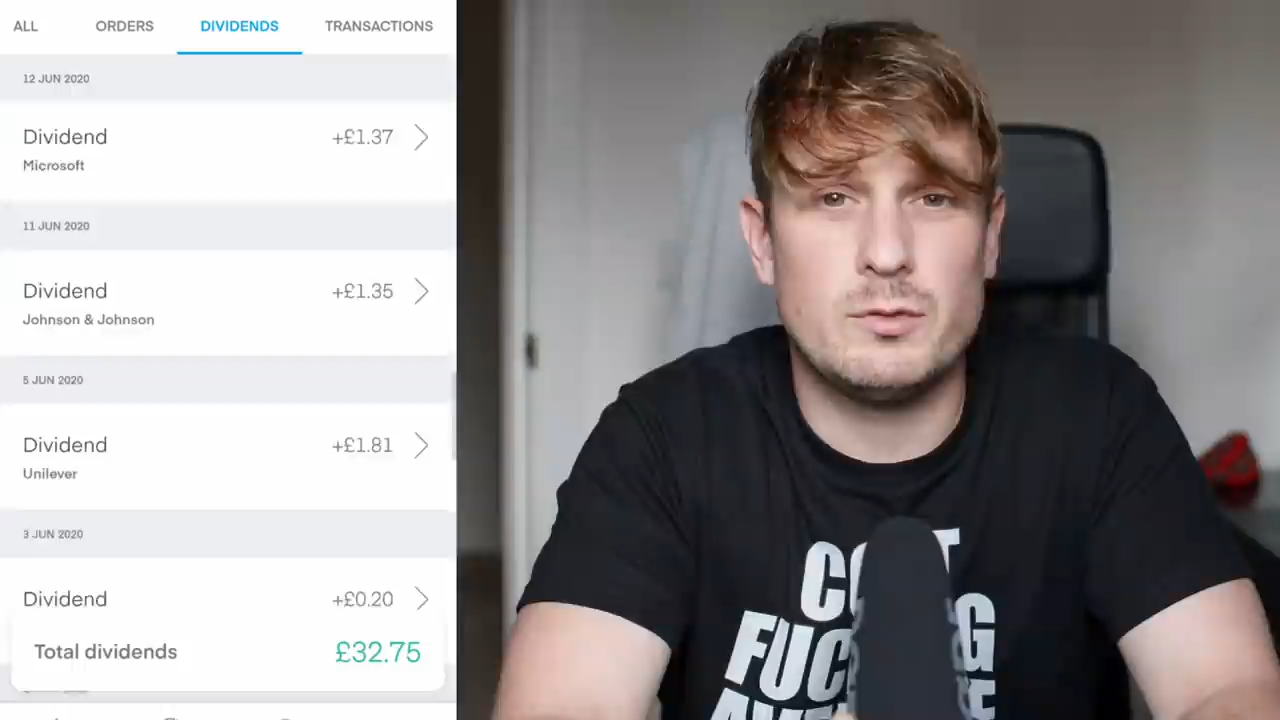 ALL ORDERS DIVIDENDS TRANSACTIONS
12 JUN 2020
Dividend +£1.37
Microsoft
11 JUN 2020
Dividend +£1.35
Johnson & Johnson
5 JUN 2020
Dividend +£1.81
Unilever
3 JUN 2020
Dividend +£0.20
Total dividends £32.75